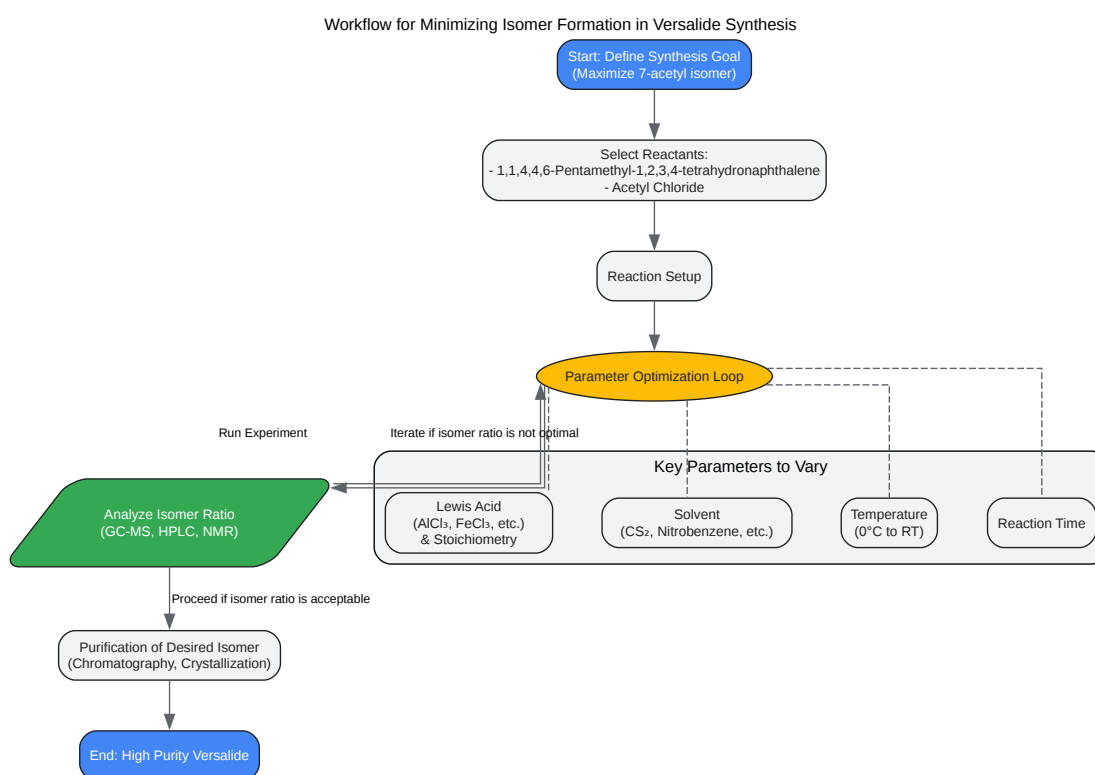 Workflow for Minimizing Isomer Formation in Versalide Synthesis
Start: Define Synthesis Goal
(Maximize 7-acetyl isomer)
Select Reactants:
- 1,1,4,4,6-Pentamethyl-1,2,3,4-tetrahydronaphthalene
- Acetyl Chloride
Reaction Setup
Parameter Optimization Loop
Run Experiment
Iterate if isomer ratio is not optimal
Key Parameters to Vary
Lewis Acid
(AlCl₃, FeCl₃, etc.)
& Stoichiometry
Solvent
(CS₂, Nitrobenzene, etc.)
Temperature
(0°C to RT)
Reaction Time
Analyze Isomer Ratio
(GC-MS, HPLC, NMR)
Proceed if isomer ratio is acceptable
Purification of Desired Isomer
(Chromatography, Crystallization)
End: High Purity Versalide